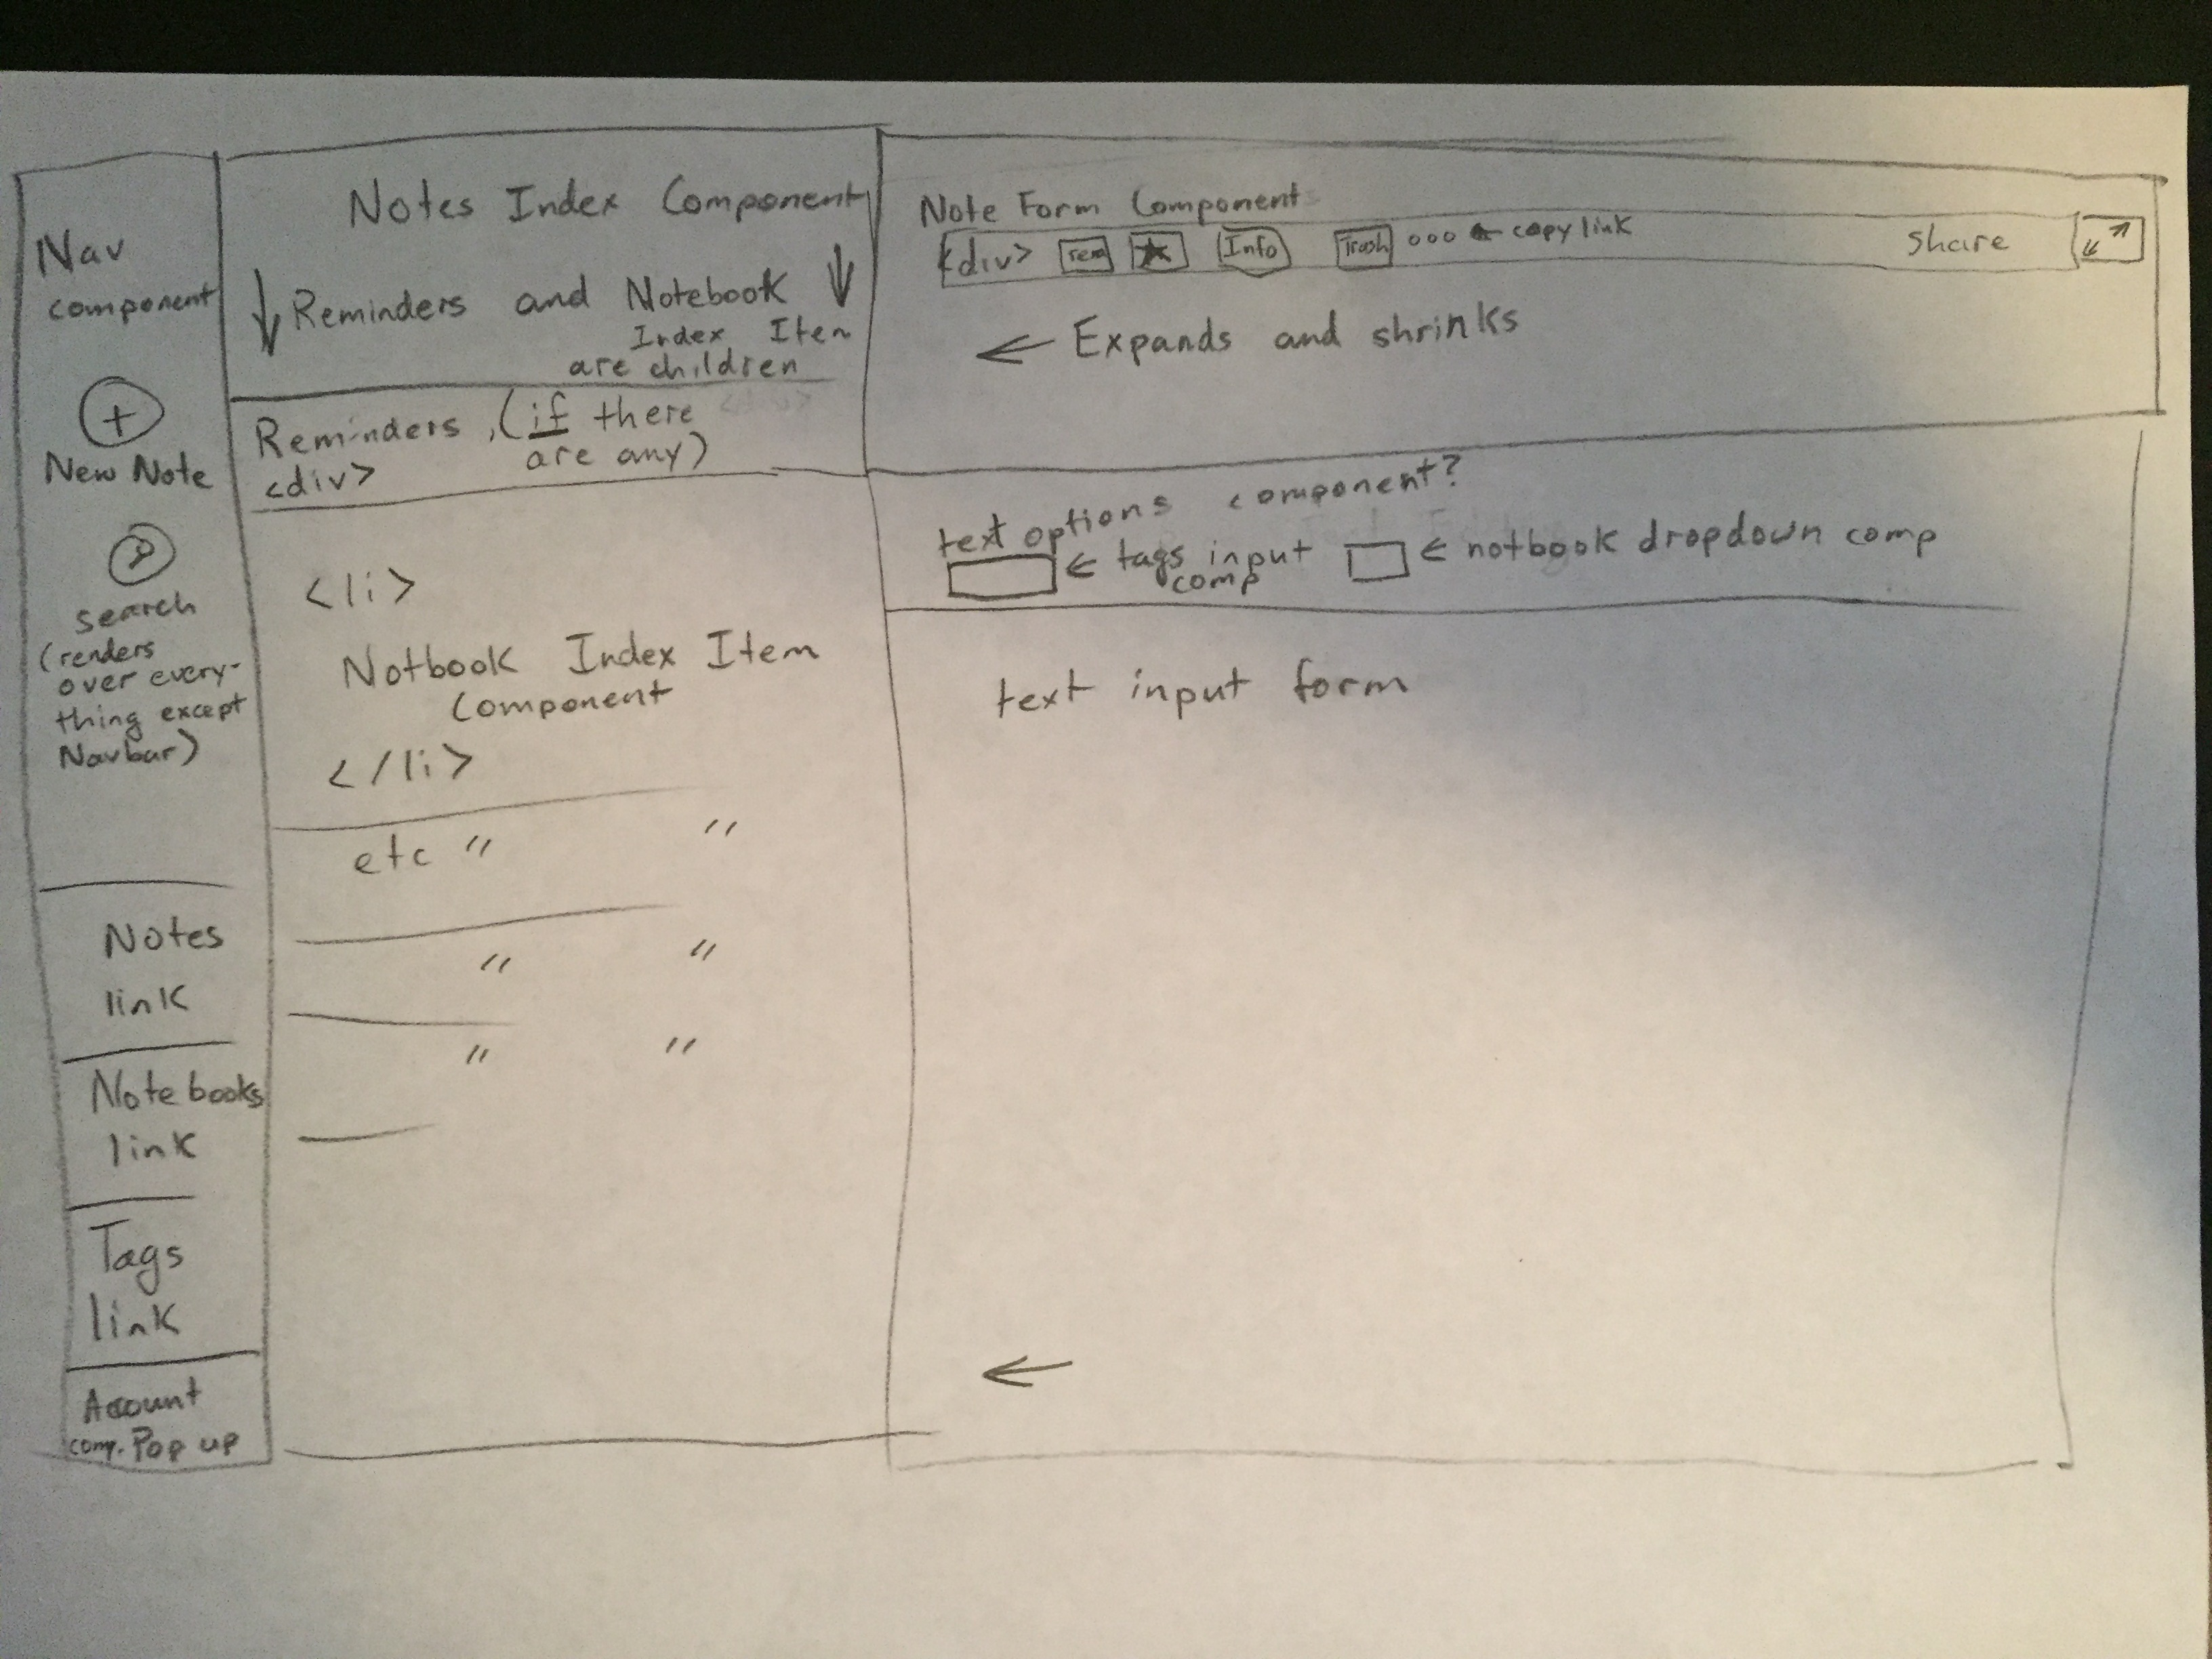 Nav
component
New Note
search
(renders
over every-
thing except
Navbar)
Notes
link
Notebooks
link
Tags
link
Account
comp. Pop up
Notes Index Component
Reminders and Notebook
Index Item
are children
Reminders, (if there
are any)
<div>
<li>
Notbook Index Item
Component
</li>
etc " "
" "
" "
Note Form Component
<div> rem Info Trash ooo ← copy link share
← Expands and shrinks
text options component?
← tags input
comp
← notbook dropdown comp
text input form
←